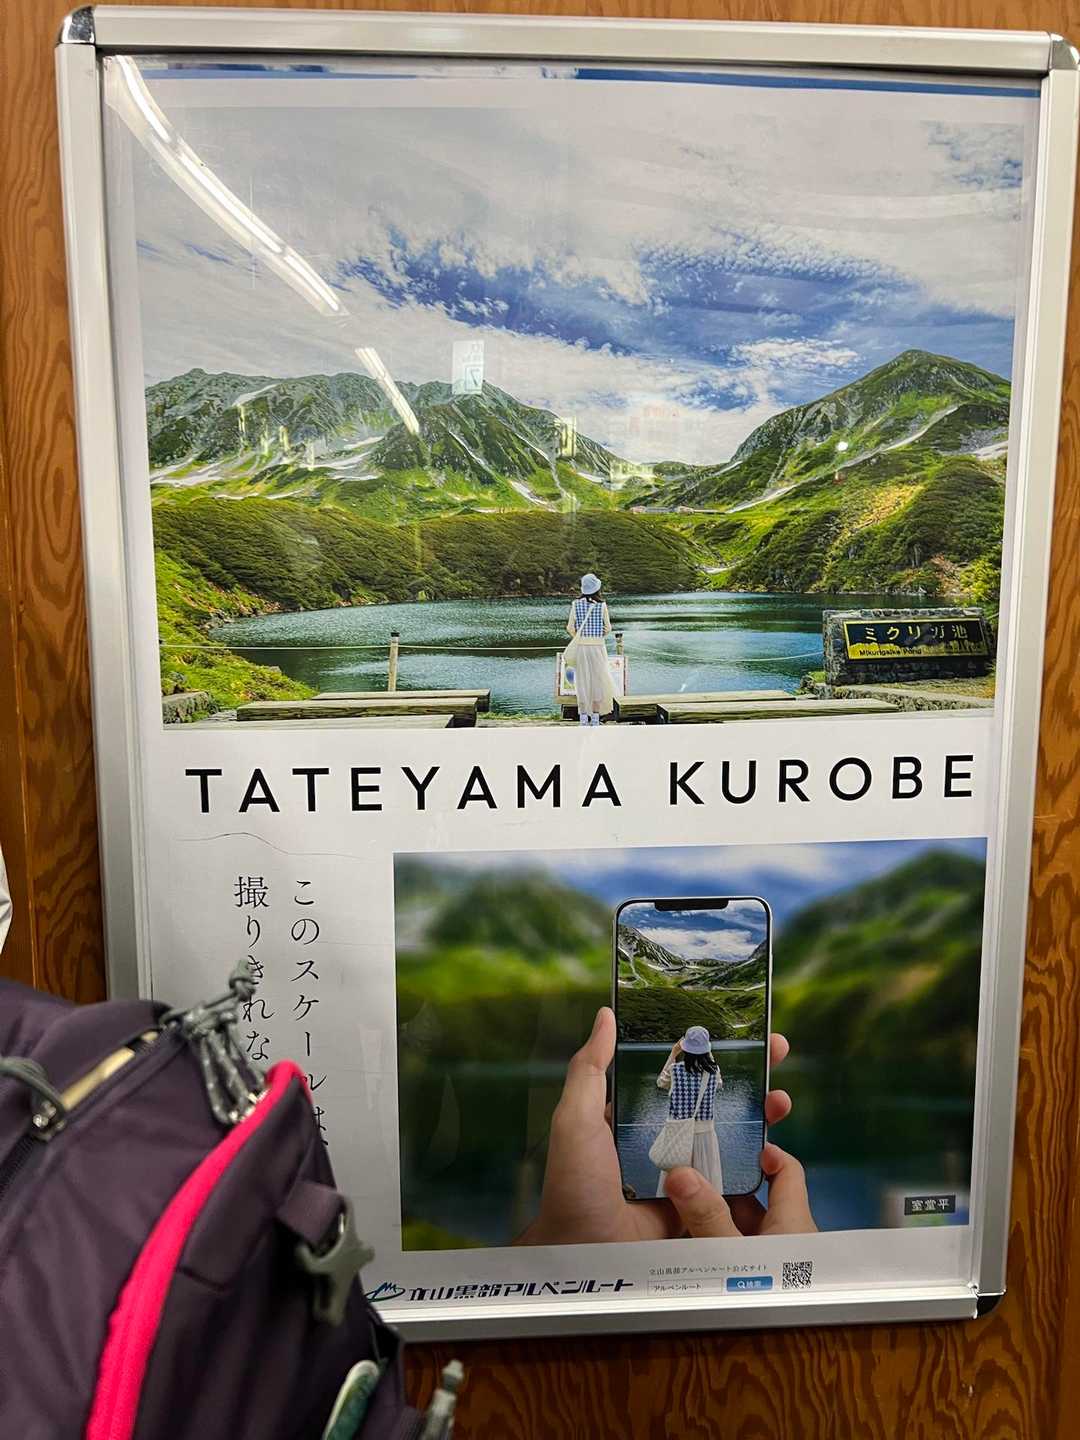 ミクリガ池
Mikurigaike Pond
TATEYAMA KUROBE
このスケールは、
撮りきれな
室堂平
立山黒部アルペンルート
立山黒部アルペンルート公式サイト
アルペンルート
検索